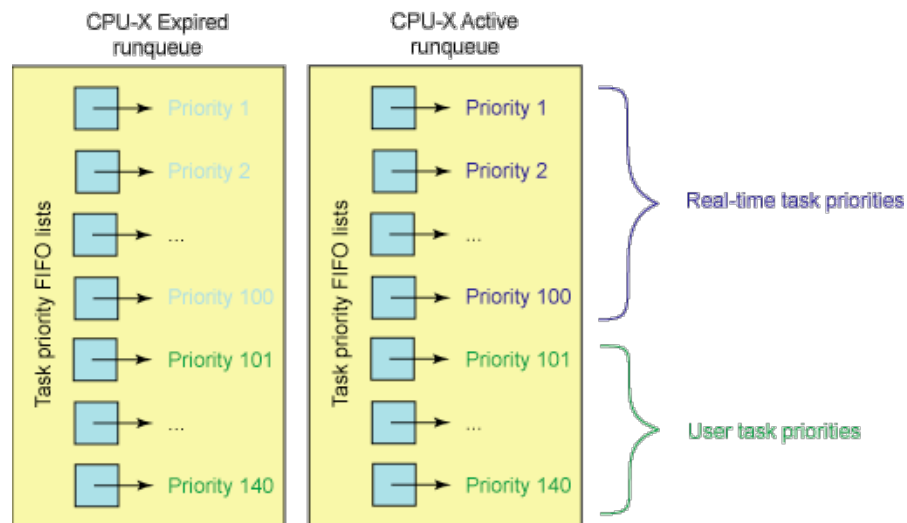 CPU-X Expired
runqueue
Task priority FIFO lists
Priority 1
Priority 2
...
Priority 100
Priority 101
...
Priority 140
CPU-X Active
runqueue
Task priority FIFO lists
Priority 1
Priority 2
...
Priority 100
Priority 101
...
Priority 140
Real-time task priorities
User task priorities